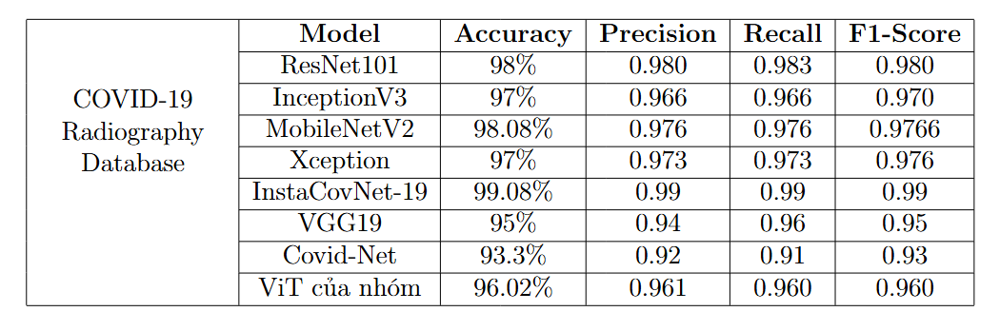 Model Accuracy Precision Recall F1-Score
ResNet101 98% 0.980 0.983 0.980
COVID-19 Radiography Database
InceptionV3 97% 0.966 0.966 0.970
MobileNetV2 98.08% 0.976 0.976 0.9766
Xception 97% 0.973 0.973 0.976
InstaCovNet-19 99.08% 0.99 0.99 0.99
VGG19 95% 0.94 0.96 0.95
Covid-Net 93.3% 0.92 0.91 0.93
ViT của nhóm 96.02% 0.961 0.960 0.960